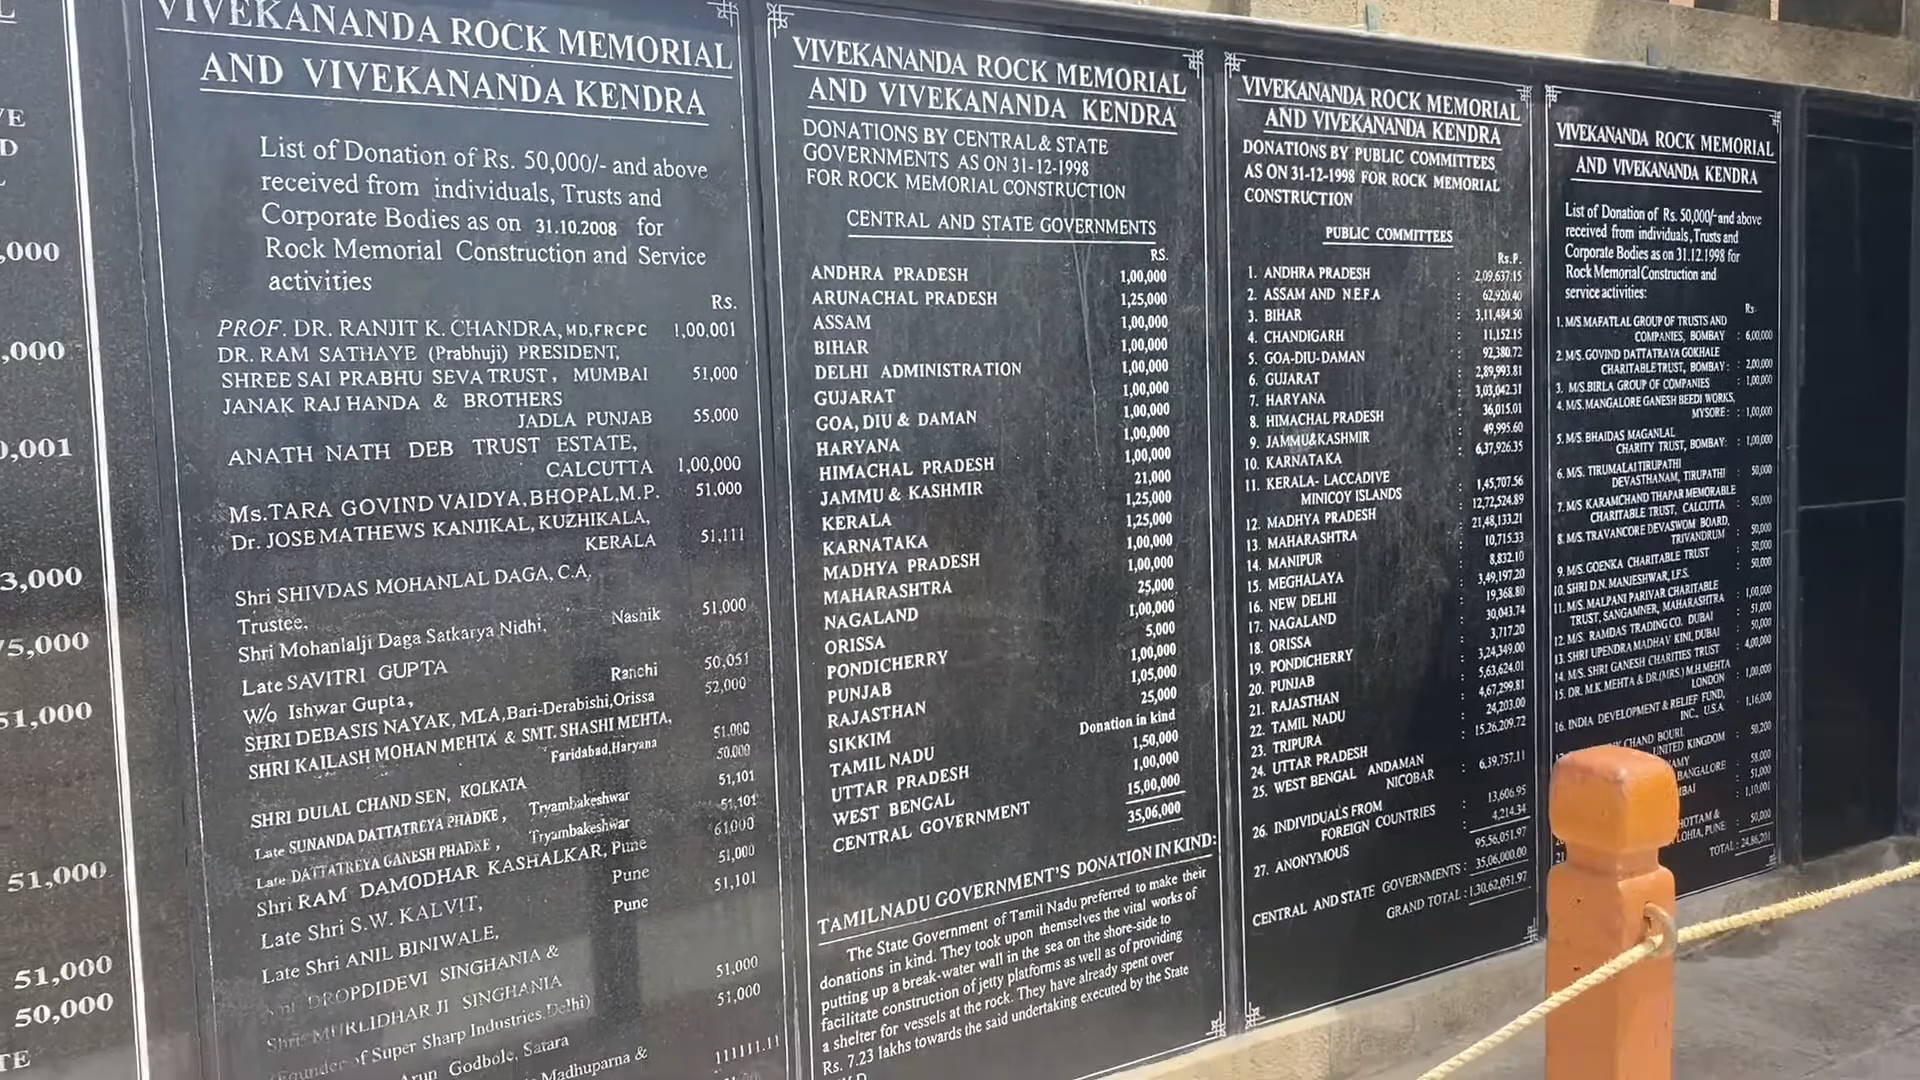 VE
D
,000
,000
0,001
3,000
75,000
51,000
51,000
51,000
50,000
TE
VIVEKANANDA ROCK MEMORIAL
AND VIVEKANANDA KENDRA
List of Donation of Rs. 50,000/- and above
received from individuals, Trusts and
Corporate Bodies as on 31.10.2008 for
Rock Memorial Construction and Service
activities
Rs.
PROF. DR. RANJIT K. CHANDRA, MD,FRCPC 1,00,001
DR. RAM SATHAYE (Prabhuji) PRESIDENT,
SHREE SAI PRABHU SEVA TRUST, MUMBAI 51,000
JANAK RAJ HANDA & BROTHERS
JADLA PUNJAB 55,000
ANATH NATH DEB TRUST ESTATE,
CALCUTTA 1,00,000
Ms.TARA GOVIND VAIDYA, BHOPAL, M.P. 51,000
Dr. JOSE MATHEWS KANJIKAL, KUZHIKALA,
KERALA 51,111
Shri SHIVDAS MOHANLAL DAGA, C.A.
Trustee,
Shri Mohanlalji Daga Satkarya Nidhi, Nashik 51,000
Late SAVITRI GUPTA
W/o Ishwar Gupta, Ranchi 50,051
SHRI DEBASIS NAYAK, MLA, Bari-Derabishi, Orissa 52,000
SHRI KAILASH MOHAN MEHTA & SMT. SHASHI MEHTA,
Faridabad, Haryana 51,000
SHRI DULAL CHAND SEN, KOLKATA 50,000
Late SUNANDA DATTATREYA PHADKE, Tryambakeshwar 51,101
Late DATTATREYA GANESH PHADKE, Tryambakeshwar 51,101
Shri RAM DAMODHAR KASHALKAR, Pune 61,000
Late Shri S.W. KALVIT, Pune 51,000
Late Shri ANIL BINIWALE, Pune 51,101
Smt DROPDIDEVI SINGHANIA &
Shri MURLIDHAR JI SINGHANIA 51,000
(Founder of Super Sharp Industries, Delhi) 51,000
Arun Godbole, Satara
Madhuparna & 111111.11
VIVEKANANDA ROCK MEMORIAL
AND VIVEKANANDA KENDRA
DONATIONS BY CENTRAL & STATE
GOVERNMENTS AS ON 31-12-1998
FOR ROCK MEMORIAL CONSTRUCTION
CENTRAL AND STATE GOVERNMENTS
RS.
ANDHRA PRADESH 1,00,000
ARUNACHAL PRADESH 1,25,000
ASSAM 1,00,000
BIHAR 1,00,000
DELHI ADMINISTRATION 1,00,000
GUJARAT 1,00,000
GOA, DIU & DAMAN 1,00,000
HARYANA 1,00,000
HIMACHAL PRADESH 1,00,000
JAMMU & KASHMIR 21,000
KERALA 1,25,000
KARNATAKA 1,25,000
MADHYA PRADESH 1,00,000
MAHARASHTRA 1,00,000
NAGALAND 25,000
ORISSA 1,00,000
PONDICHERRY 5,000
PUNJAB 1,00,000
RAJASTHAN 1,05,000
SIKKIM 25,000
TAMIL NADU Donation in kind
UTTAR PRADESH 1,50,000
WEST BENGAL 1,00,000
CENTRAL GOVERNMENT 15,00,000
35,06,000
TAMILNADU GOVERNMENT'S DONATION IN KIND:
The State Government of Tamil Nadu preferred to make their
donations in kind. They took upon themselves the vital works of
putting up a break-water wall in the sea on the shore-side to
facilitate construction of jetty platforms as well as of providing
a shelter for vessels at the rock. They have already spent over
Rs. 7.23 lakhs towards the said undertaking executed by the State
VIVEKANANDA ROCK MEMORIAL
AND VIVEKANANDA KENDRA
DONATIONS BY PUBLIC COMMITTEES
AS ON 31-12-1998 FOR ROCK MEMORIAL
CONSTRUCTION
PUBLIC COMMITTEES
Rs.P.
1. ANDHRA PRADESH : 2,09,637.15
2. ASSAM AND N.E.F.A : 62,920.40
3. BIHAR : 3,11,484.50
4. CHANDIGARH : 11,152.15
5. GOA-DIU-DAMAN : 92,380.72
6. GUJARAT : 2,89,993.81
7. HARYANA : 3,03,042.31
8. HIMACHAL PRADESH : 36,015.01
9. JAMMU&KASHMIR : 49,995.60
10. KARNATAKA : 6,37,926.35
11. KERALA- LACCADIVE
MINICOY ISLANDS : 1,45,707.56
12. MADHYA PRADESH : 12,72,524.89
13. MAHARASHTRA : 21,48,133.21
14. MANIPUR : 10,715.33
15. MEGHALAYA : 8,832.10
16. NEW DELHI : 3,49,197.20
17. NAGALAND : 19,368.80
18. ORISSA : 30,043.74
19. PONDICHERRY : 3,717.20
20. PUNJAB : 3,24,349.00
21. RAJASTHAN : 5,63,624.01
22. TAMIL NADU : 4,67,299.81
23. TRIPURA : 24,203.00
24. UTTAR PRADESH : 15,26,209.72
25. WEST BENGAL ANDAMAN
NICOBAR : 6,39,757.11
26. INDIVIDUALS FROM
FOREIGN COUNTRIES : 13,606.95
27. ANONYMOUS : 4,214.34
95,56,051.97
CENTRAL AND STATE GOVERNMENTS : 35,06,000.00
GRAND TOTAL : 1,30,62,051.97
VIVEKANANDA ROCK MEMORIAL
AND VIVEKANANDA KENDRA
List of Donation of Rs. 50,000/-and above
received from individuals, Trusts and
Corporate Bodies as on 31.12.1998 for
Rock Memorial Construction and
service activities:
Rs.
1. M/S MAFATLAL GROUP OF TRUSTS AND
COMPANIES, BOMBAY : 6,00,000
2. M/S. GOVIND DATTATRAYA GOKHALE
CHARITABLE TRUST, BOMBAY : 2,00,000
3. M/S.BIRLA GROUP OF COMPANIES : 1,00,000
4. M/S. MANGALORE GANESH BEEDI WORKS,
MYSORE : 1,00,000
5. M/S. BHAIDAS MAGANLAL
CHARITY TRUST, BOMBAY: : 1,00,000
6. M/S. TIRUMALAI TIRUPATHI
DEVASTHANAM, TIRUPATHI : 50,000
7. M/S KARAMCHAND THAPAR MEMORABLE
CHARITABLE TRUST, CALCUTTA : 50,000
8. M/S. TRAVANCORE DEVASWOM BOARD,
TRIVANDRUM : 50,000
9. M/S. GOENKA CHARITABLE TRUST : 50,000
10. SHRI D.N. MANJESHWAR, I.F.S. : 50,000
11. M/S. MALPANI PARIVAR CHARITABLE
TRUST, SANGAMNER, MAHARASHTRA : 1,00,000
12. M/S. RAMDAS TRADING CO. DUBAI : 51,000
13. SHRI UPENDRA MADHAV KINI, DUBAI : 50,000
14. M/S. SHRI GANESH CHARITIES TRUST : 4,00,000
15. DR. M.K. MEHTA & DR.(MRS.) M.H.MEHTA
LONDON : 1,00,000
16. INDIA DEVELOPMENT & RELIEF FUND,
INC., U.S.A. : 1,16,000
CHAND BOURI,
UNITED KINGDOM : 50,200
BANGALORE : 58,000
: 51,000
: 1,10,001
HOTTAM &
LOHIA, PUNE : 50,000
TOTAL : 24,86,201